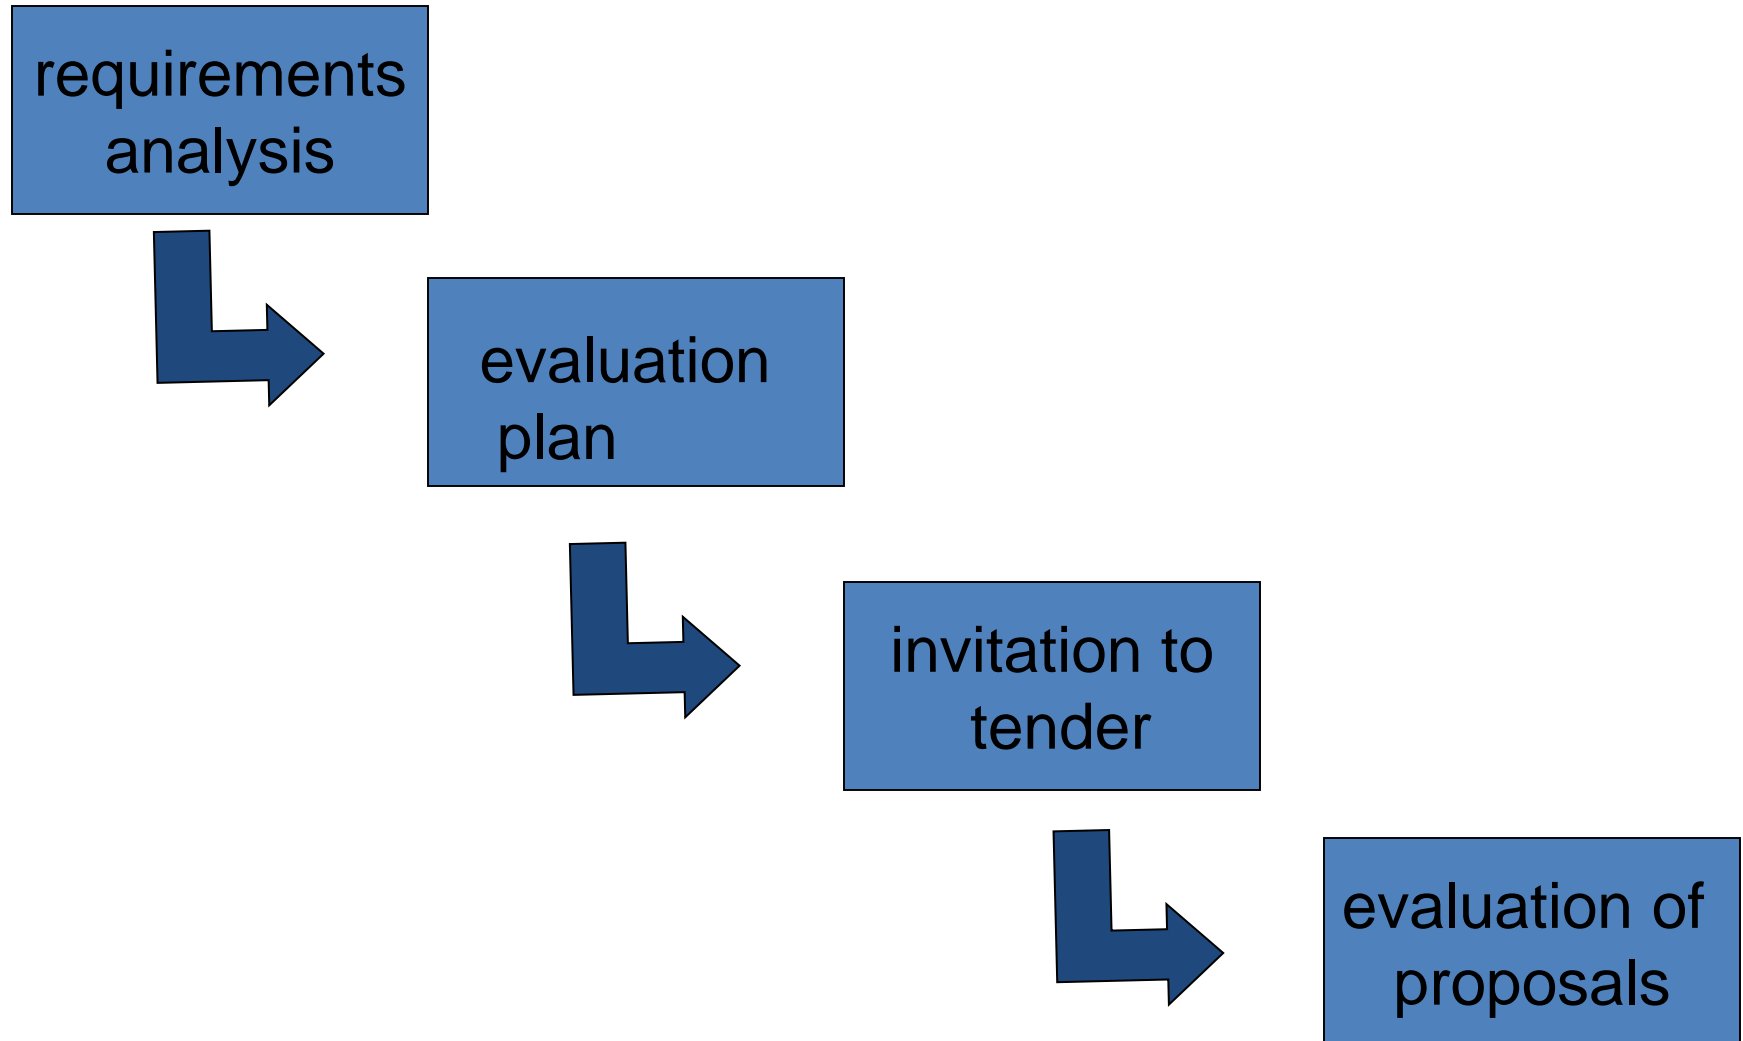 requirements
analysis
evaluation
plan
invitation to
tender
evaluation of
proposals